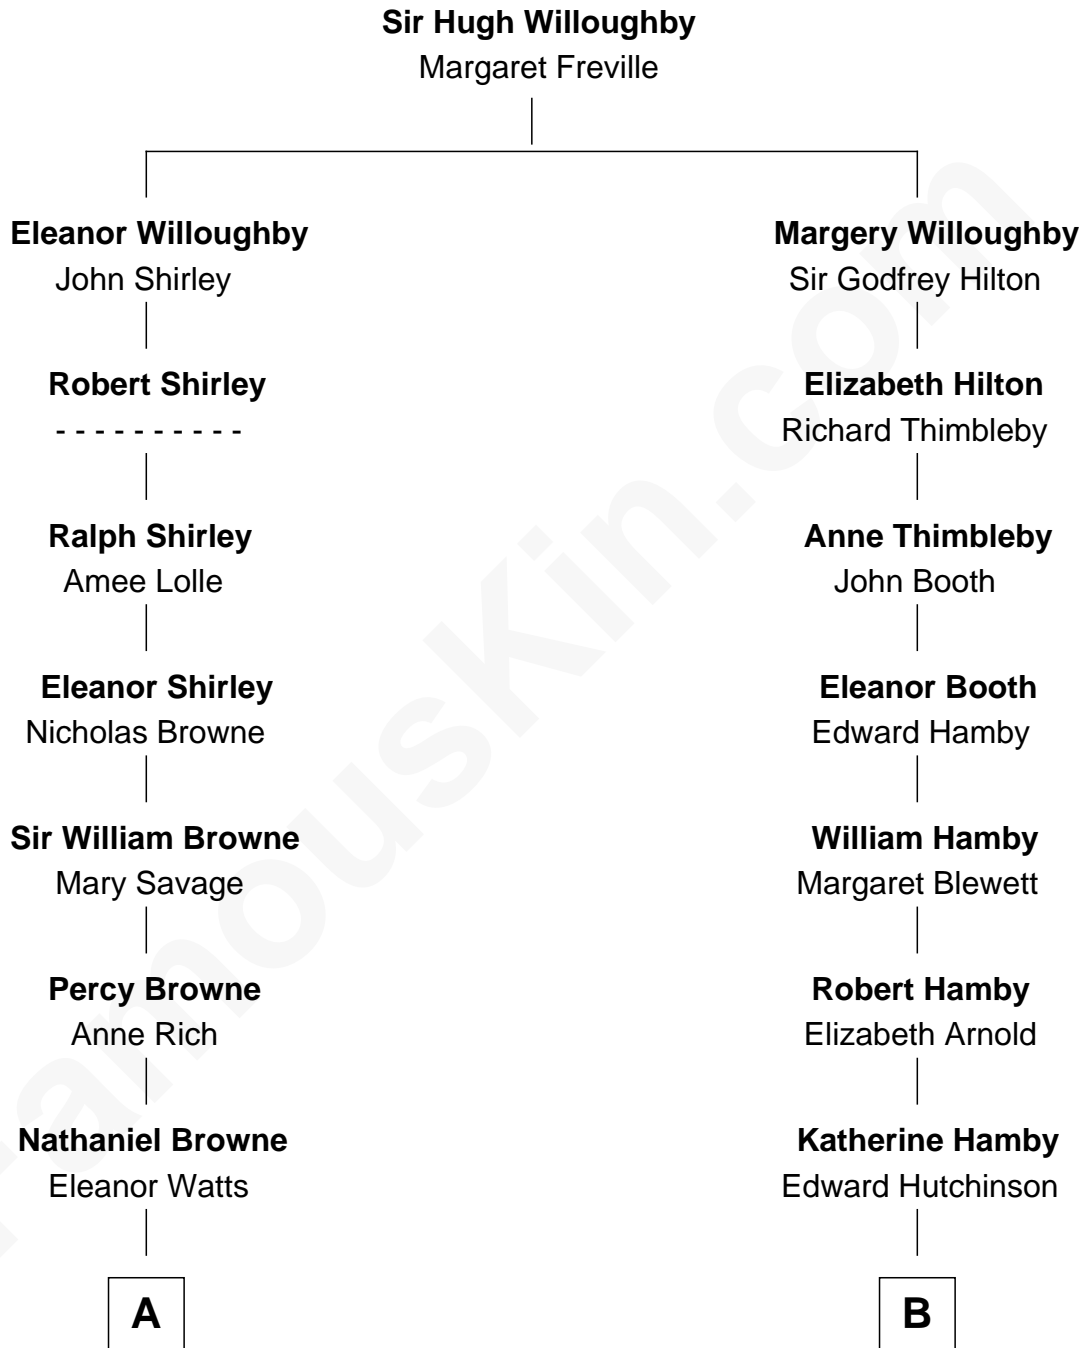 Sir Hugh Willoughby
Margaret Freville
Eleanor Willoughby
John Shirley
Robert Shirley
- - - - - - - - - -
Ralph Shirley
Amee Lolle
Eleanor Shirley
Nicholas Browne
Sir William Browne
Mary Savage
Percy Browne
Anne Rich
Nathaniel Browne
Eleanor Watts
A
Margery Willoughby
Sir Godfrey Hilton
Elizabeth Hilton
Richard Thimbleby
Anne Thimbleby
John Booth
Eleanor Booth
Edward Hamby
William Hamby
Margaret Blewett
Robert Hamby
Elizabeth Arnold
Katherine Hamby
Edward Hutchinson
B
FamousKin.com